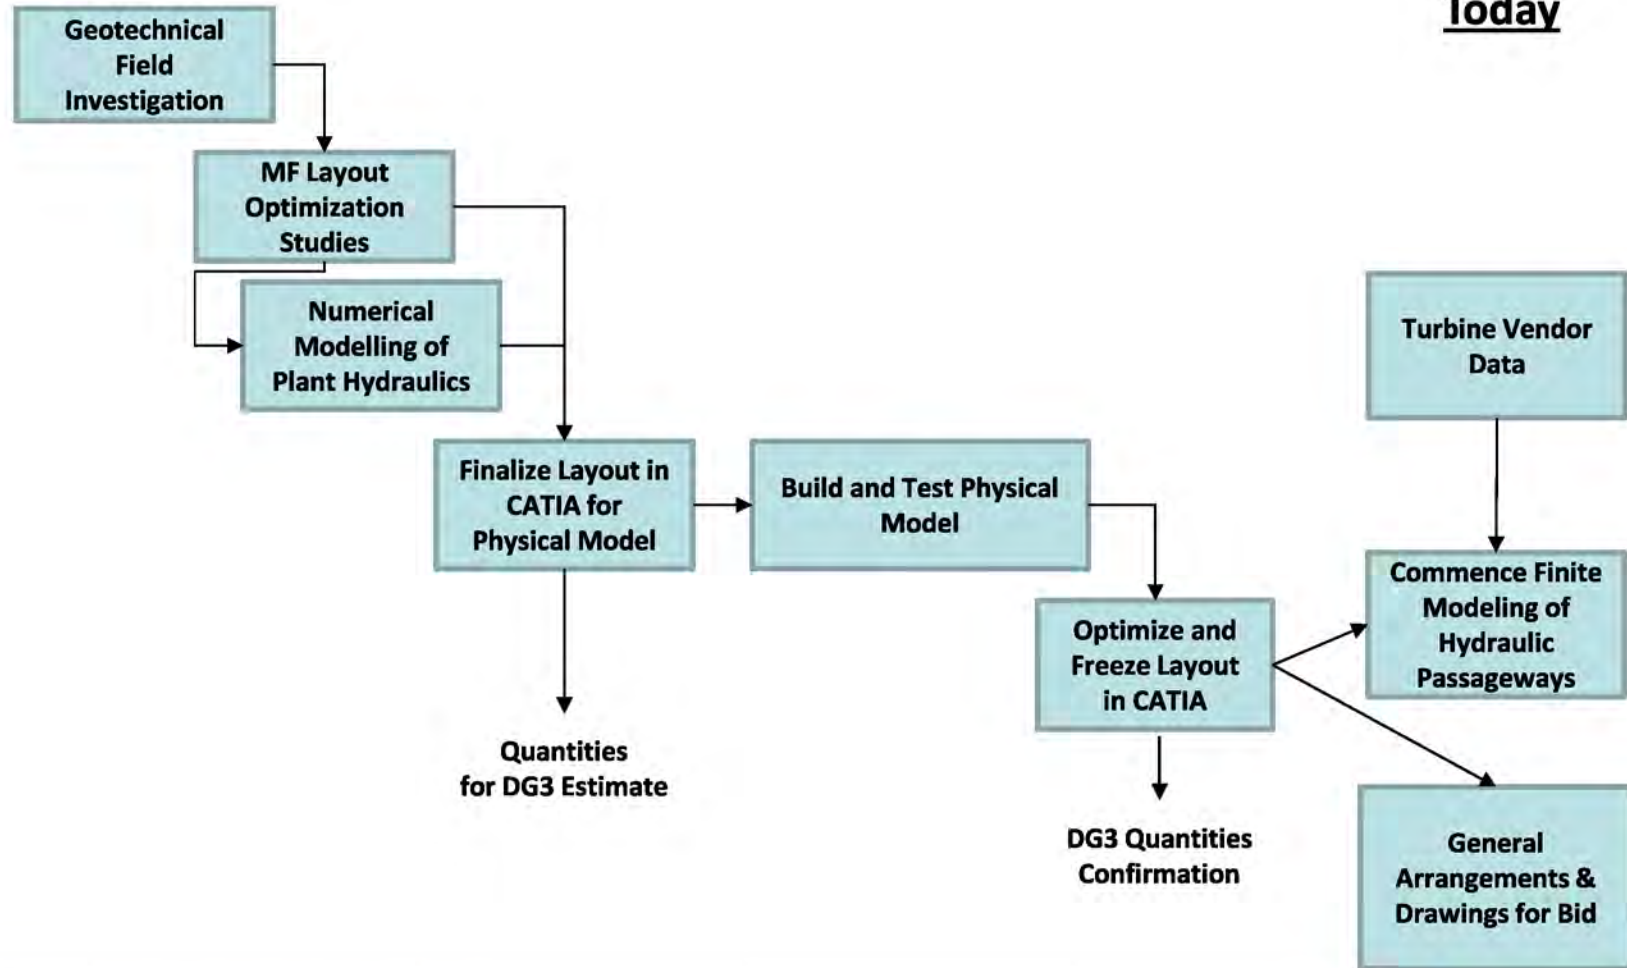 Today
Geotechnical
Field
Investigation
MF Layout
Optimization
Studies
Numerical
Modelling of
Plant Hydraulics
Turbine Vendor
Data
Finalize Layout in
CATIA for
Physical Model
Build and Test Physical
Model
Commence Finite
Modeling of
Hydraulic
Passageways
Optimize and
Freeze Layout
in CATIA
Quantities
for DG3 Estimate
DG3 Quantities
Confirmation
General
Arrangements &
Drawings for Bid